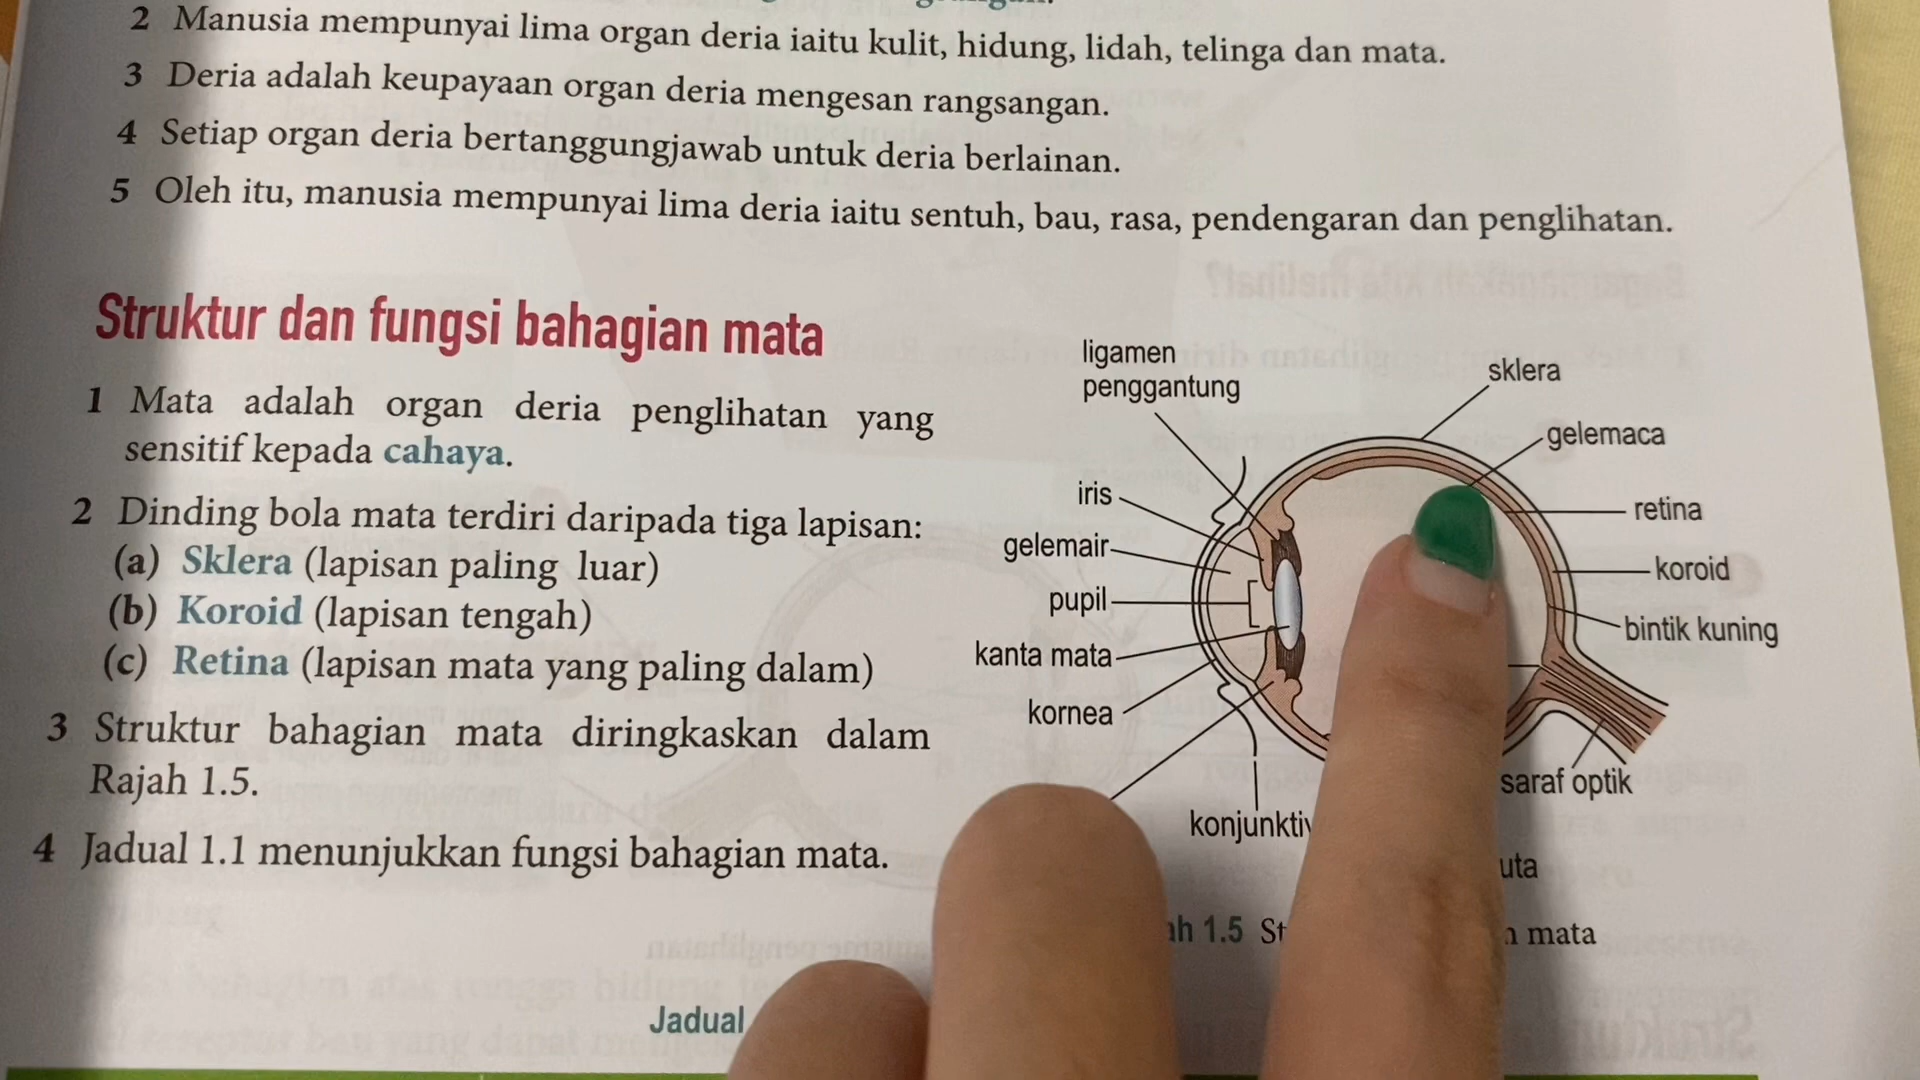 2 Manusia mempunyai lima organ deria iaitu kulit, hidung, lidah, telinga dan mata.
3 Deria adalah keupayaan organ deria mengesan rangsangan.
4 Setiap organ deria bertanggungjawab untuk deria berlainan.
5 Oleh itu, manusia mempunyai lima deria iaitu sentuh, bau, rasa, pendengaran dan penglihatan.
Struktur dan fungsi bahagian mata
1 Mata adalah organ deria penglihatan yang
sensitif kepada cahaya.
2 Dinding bola mata terdiri daripada tiga lapisan:
(a) Sklera (lapisan paling luar)
(b) Koroid (lapisan tengah)
(c) Retina (lapisan mata yang paling dalam)
3 Struktur bahagian mata diringkaskan dalam
Rajah 1.5.
4 Jadual 1.1 menunjukkan fungsi bahagian mata.
ligamen
penggantung
iris
gelemair
pupil
kanta mata
kornea
sklera
gelemaca
retina
koroid
bintik kuning
saraf optik
1.5
mata
Jadual